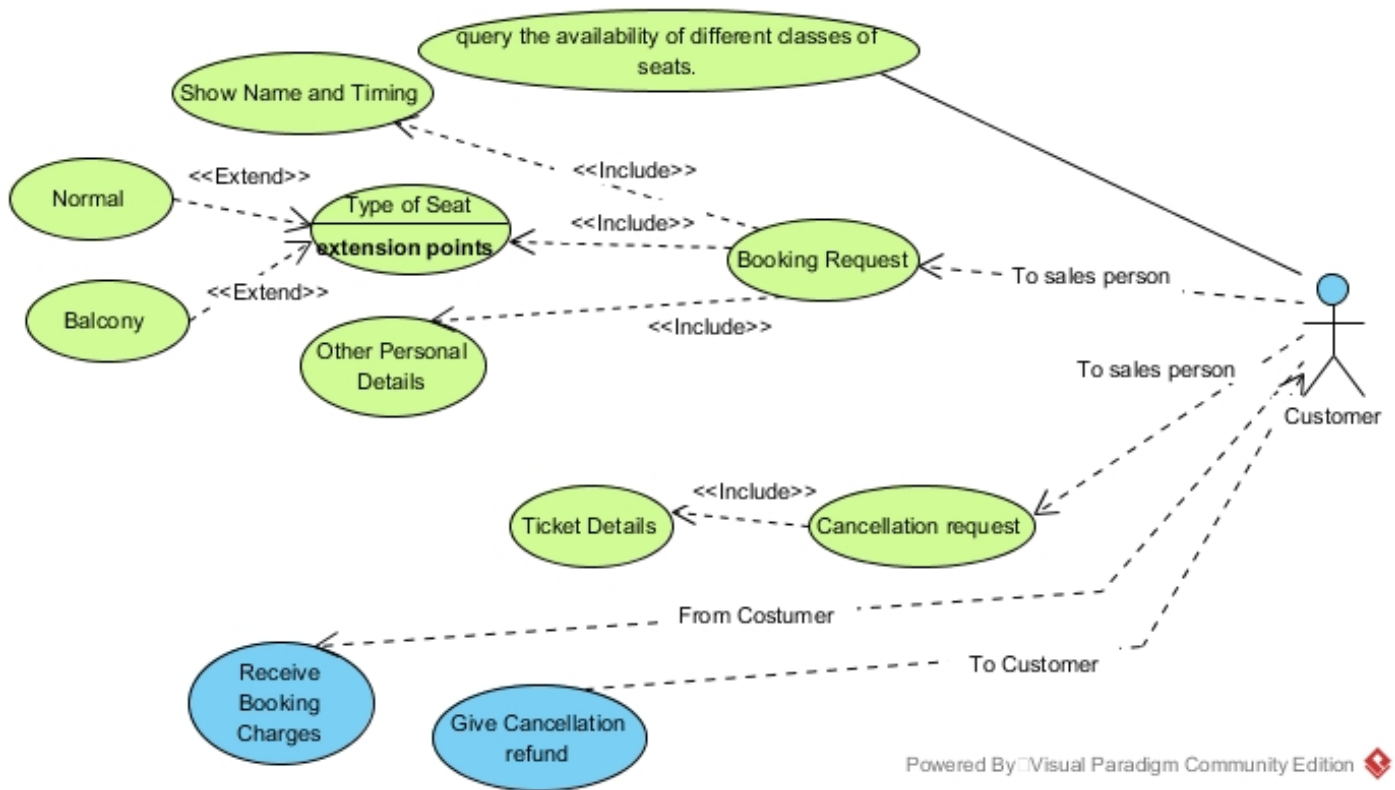 query the availability of different classes of
seats.
Show Name and Timing
<<Include>>
Normal
<<Extend>>
Type of Seat
extension points
<<Include>>
Booking Request
To sales person
Balcony
<<Extend>>
Other Personal
Details
<<Include>>
To sales person
Customer
Ticket Details
<<Include>>
Cancellation request
From Costumer
To Customer
Receive
Booking
Charges
Give Cancellation
refund
Powered By Visual Paradigm Community Edition